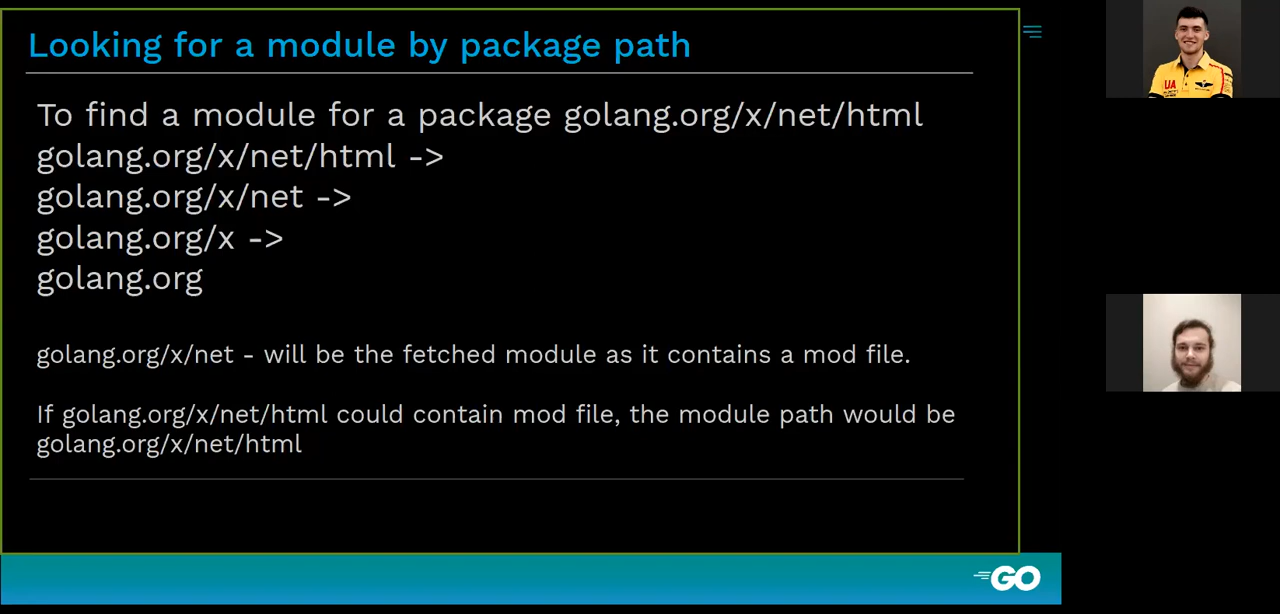 Looking for a module by package path
To find a module for a package golang.org/x/net/html
golang.org/x/net/html ->
golang.org/x/net ->
golang.org/x ->
golang.org
golang.org/x/net - will be the fetched module as it contains a mod file.
If golang.org/x/net/html could contain mod file, the module path would be
golang.org/x/net/html
GO
UA